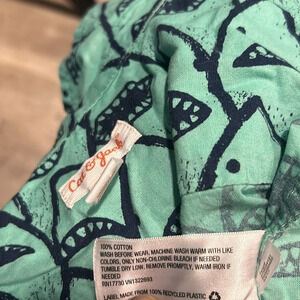 Cat & Jack
100% COTTON
WASH BEFORE WEAR, MACHINE WASH WARM WITH LIKE
COLORS, ONLY NON-CHLORINE BLEACH IF NEEDED
TUMBLE DRY LOW. REMOVE PROMPTLY, WARM IRON IF
NEEDED
RN17730 VN1322693
LABEL MADE FROM 100% RECYCLED PLASTIC